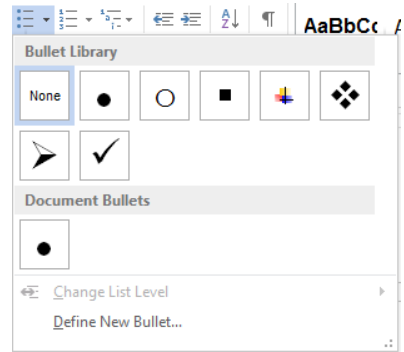 AaBbCc
Bullet Library
None
Document Bullets
Change List Level
Define New Bullet...